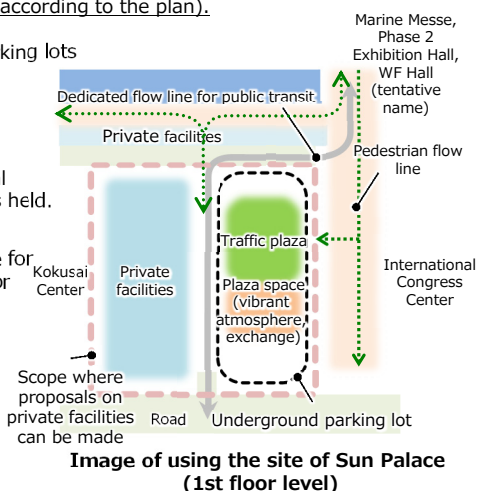 according to the plan).
king lots
l
s held.
e for
or
Marine Messe,
Phase 2
Exhibition Hall,
WF Hall
(tentative
name)
Dedicated flow line for public transit
Private facilities
Pedestrian flow
line
Traffic plaza
Kokusai
Center
Private
facilities
Plaza space
(vibrant
atmosphere,
exchange)
International
Congress
Center
Scope where
proposals on
private facilities
can be made
Road
Underground parking lot
Image of using the site of Sun Palace
(1st floor level)